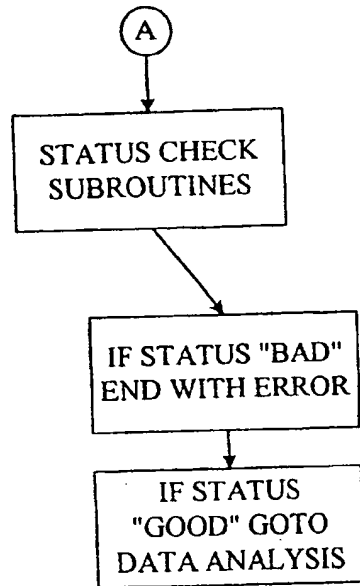 A
STATUS CHECK
SUBROUTINES
IF STATUS "BAD"
END WITH ERROR
IF STATUS
"GOOD" GOTO
DATA ANALYSIS